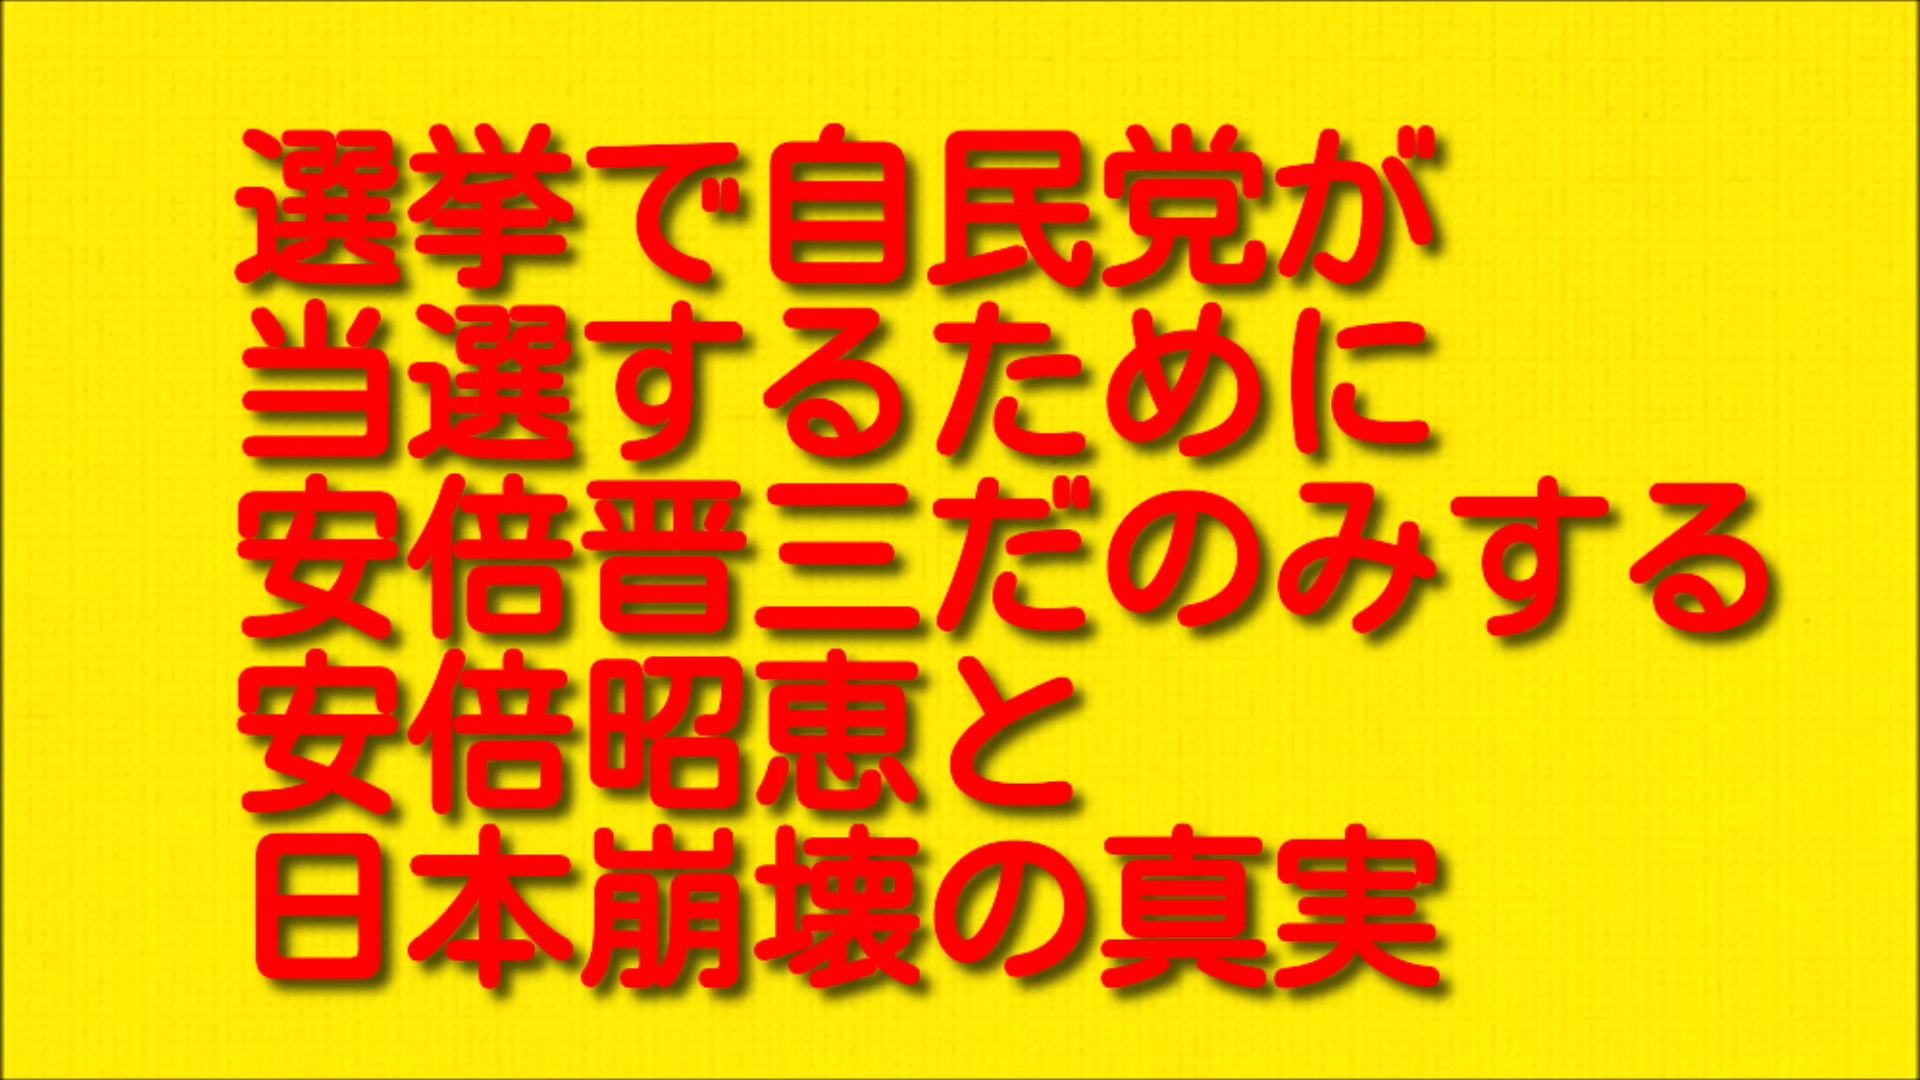 選挙で自民党が
当選するために
安倍晋三だのみする
安倍昭恵と
日本崩壊の真実